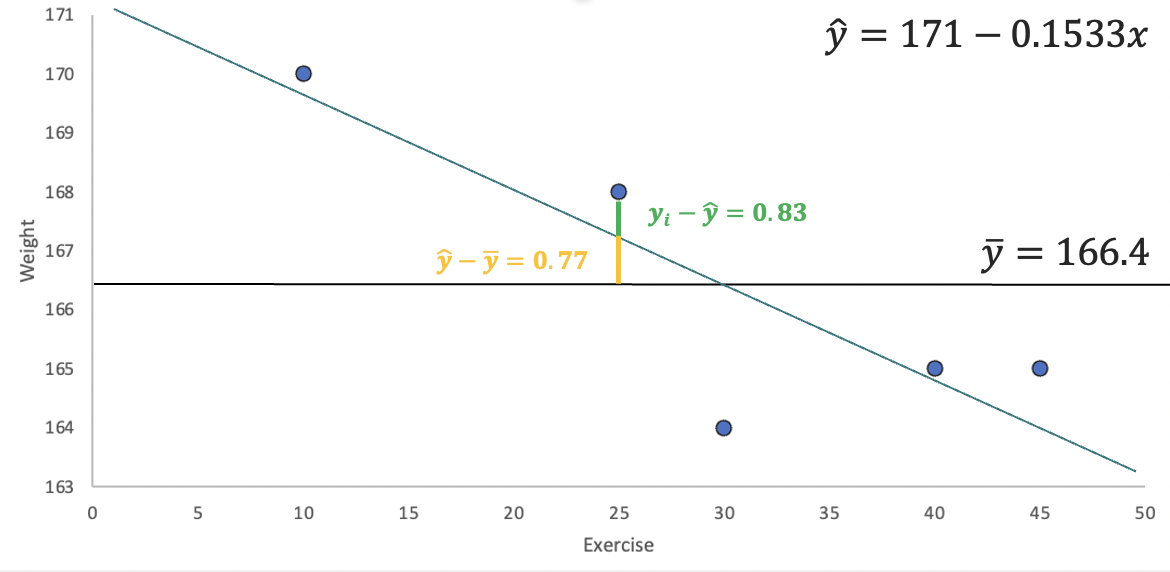 171
170
169
168
167
166
165
164
163
Weight
ŷ = 171 − 0.1533x
yᵢ − ŷ = 0.83
ŷ − ȳ = 0.77
ȳ = 166.4
0 5 10 15 20 25 30 35 40 45 50
Exercise